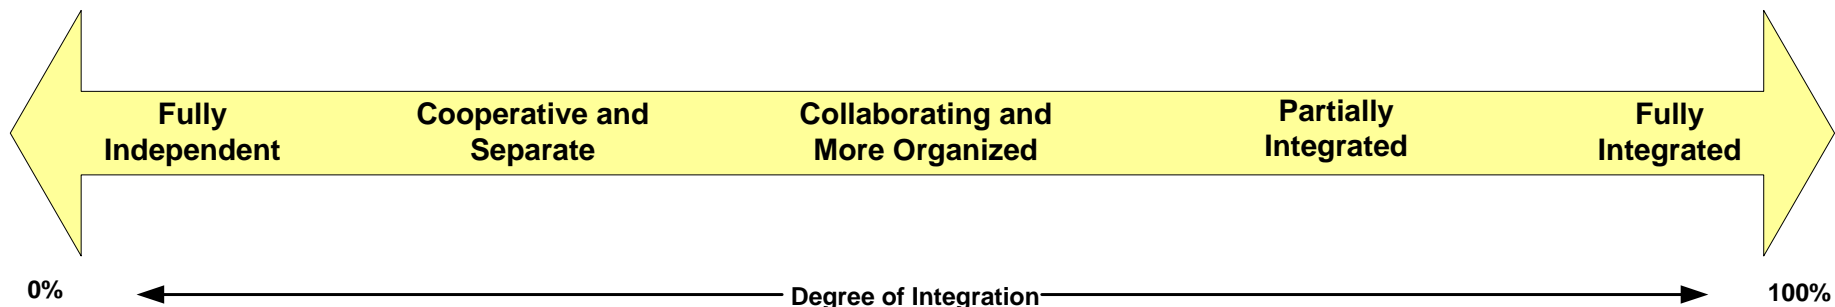 Fully
Independent
Cooperative and
Separate
Collaborating and
More Organized
Partially
Integrated
Fully
Integrated
0%
Degree of Integration
100%